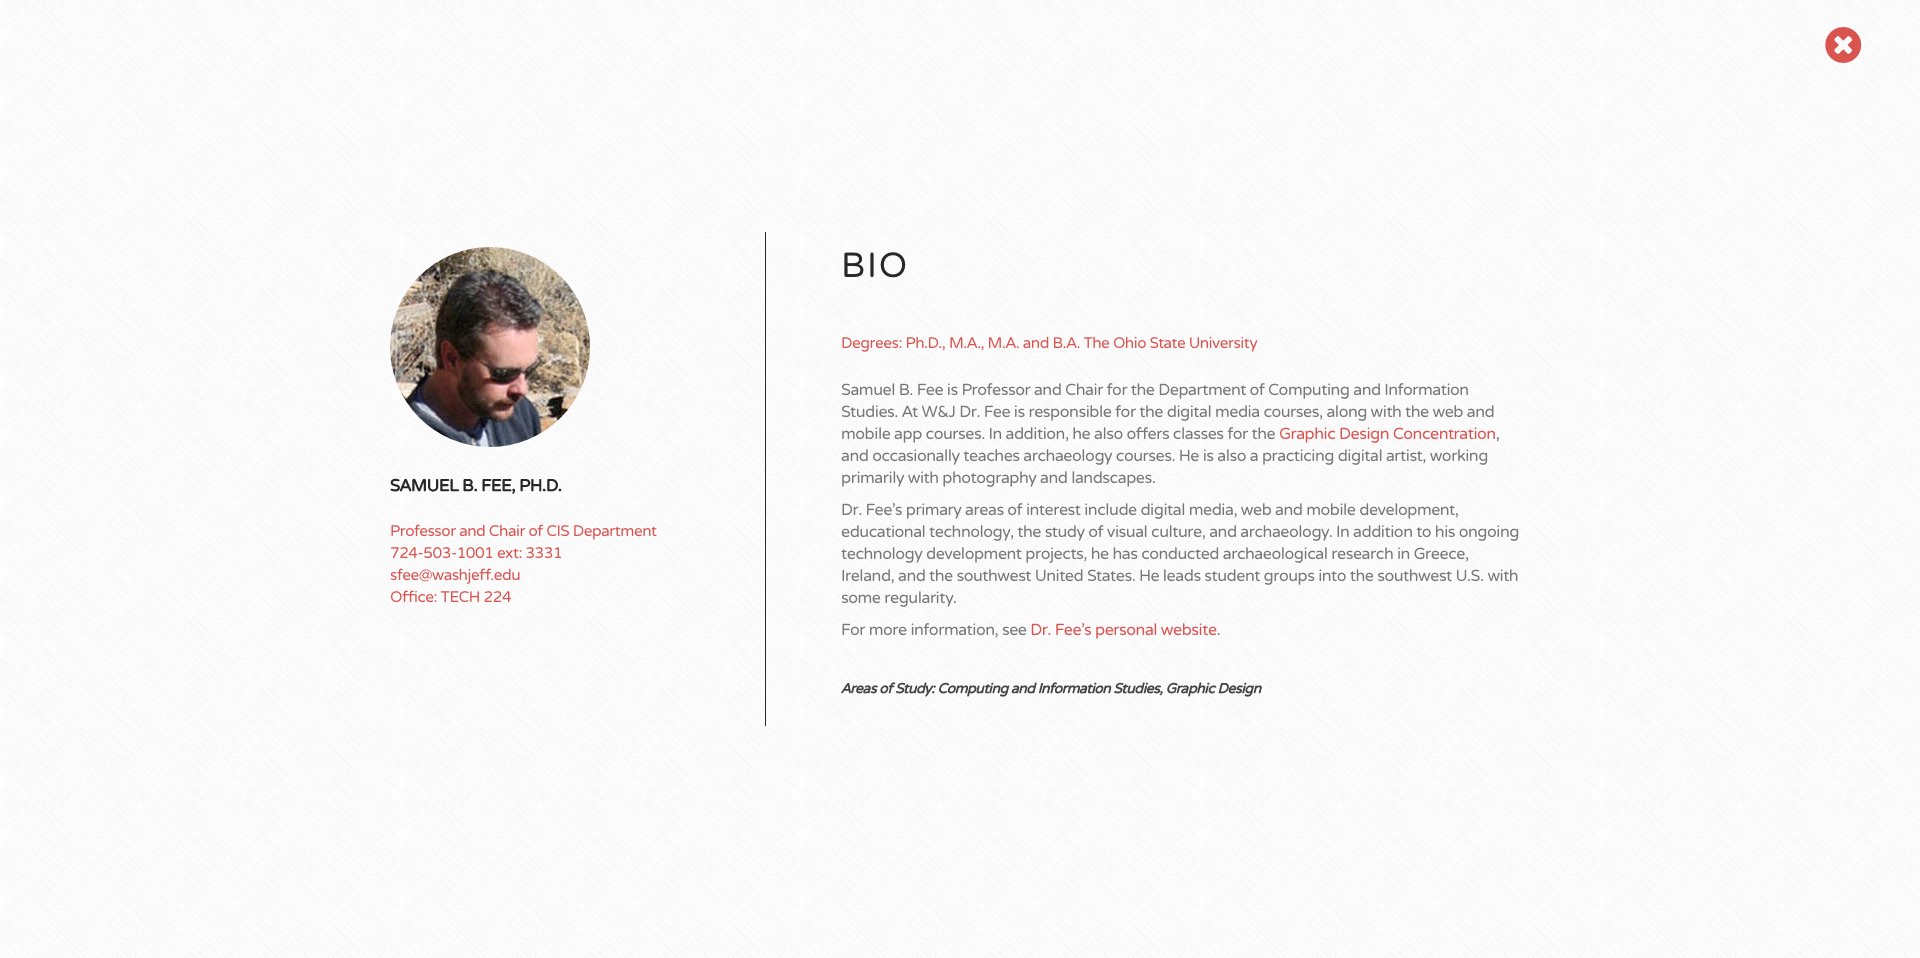 SAMUEL B. FEE, PH.D.
Professor and Chair of CIS Department
724-503-1001 ext: 3331
sfee@washjeff.edu
Office: TECH 224
BIO
Degrees: Ph.D., M.A., M.A. and B.A. The Ohio State University
Samuel B. Fee is Professor and Chair for the Department of Computing and Information
Studies. At W&J Dr. Fee is responsible for the digital media courses, along with the web and
mobile app courses. In addition, he also offers classes for the Graphic Design Concentration,
and occasionally teaches archaeology courses. He is also a practicing digital artist, working
primarily with photography and landscapes.
Dr. Fee’s primary areas of interest include digital media, web and mobile development,
educational technology, the study of visual culture, and archaeology. In addition to his ongoing
technology development projects, he has conducted archaeological research in Greece,
Ireland, and the southwest United States. He leads student groups into the southwest U.S. with
some regularity.
For more information, see Dr. Fee’s personal website.
Areas of Study: Computing and Information Studies, Graphic Design